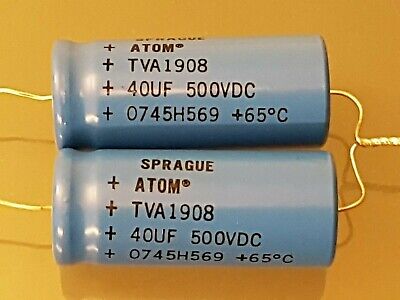 SPRAGUE
+ ATOM®
+ TVA1908
+ 40UF 500VDC
+ 0745H569 +65°C
SPRAGUE
+ ATOM®
+ TVA1908
+ 40UF 500VDC
+ 0745H569 +65°C